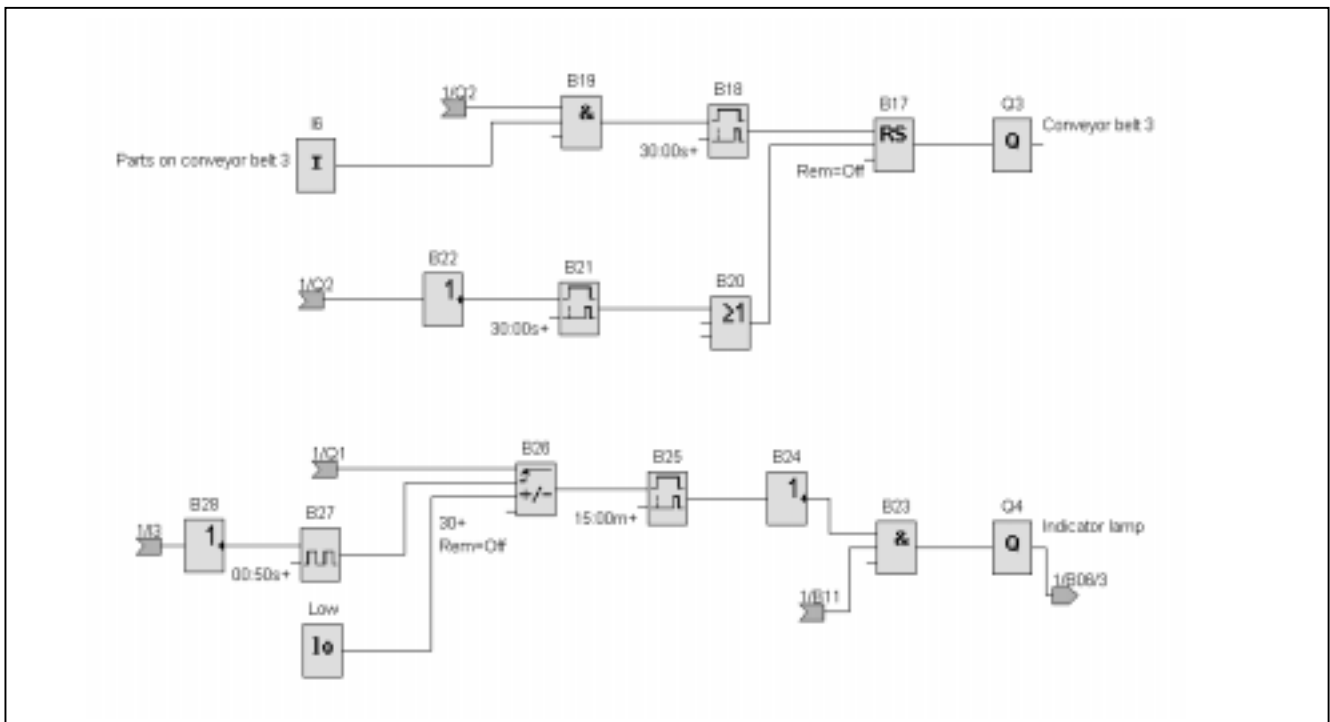 B19
B18
1/Q2
B17
Q3
I6
&
Conveyor belt 3
RS
Q
Parts on conveyor belt 3
I
30:00s+
Rem=Off
B22
B21
B20
1/Q2
1
≥1
30:00s+
1/Q1
B26
B25
B24
B28
B27
+/-
1
B23
Q4
1/I3
1
30+
15:00m+
Indicator lamp
Rem=Off
&
Q
00:50s+
1/B11
1/B06/3
Low
lo